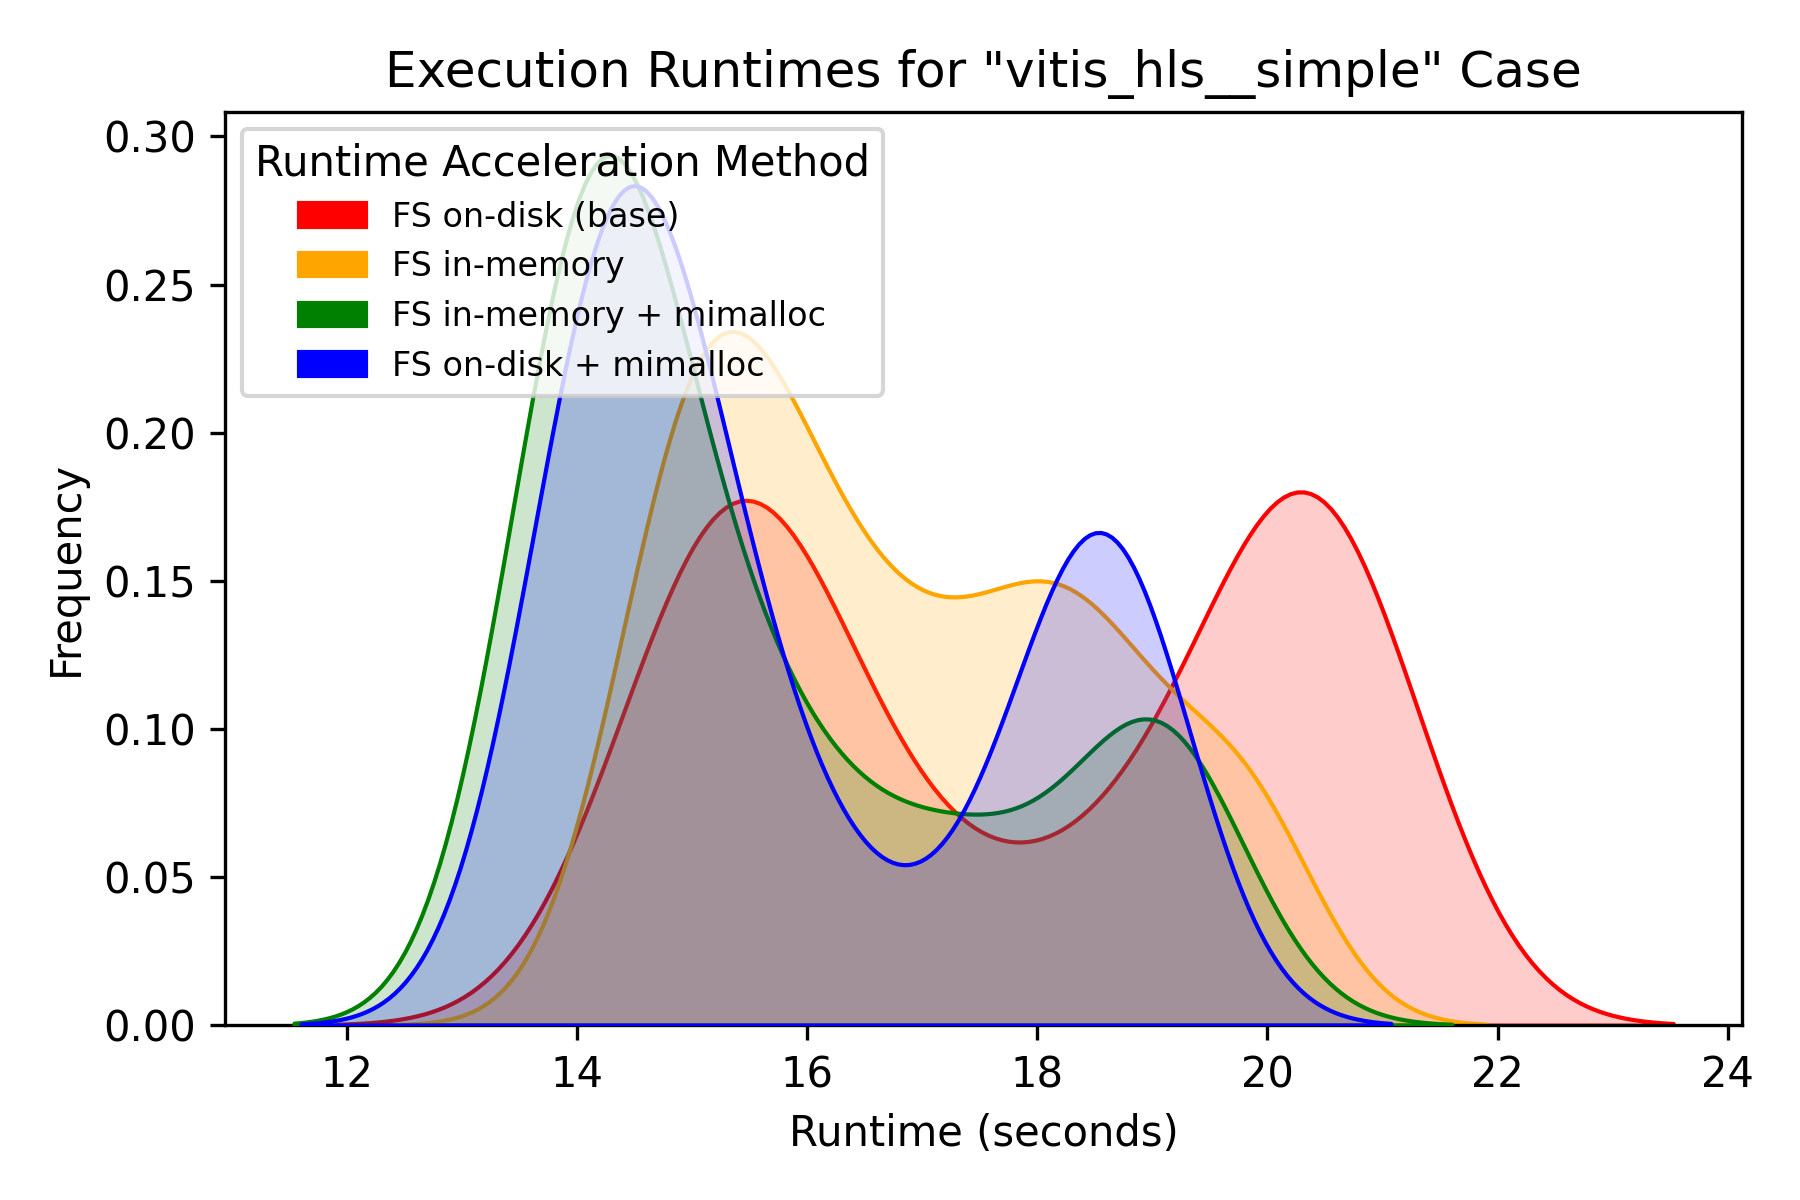 Execution Runtimes for "vitis_hls__simple" Case
Runtime Acceleration Method
FS on-disk (base)
FS in-memory
FS in-memory + mimalloc
FS on-disk + mimalloc
Frequency
0.30
0.25
0.20
0.15
0.10
0.05
0.00
12 14 16 18 20 22 24
Runtime (seconds)